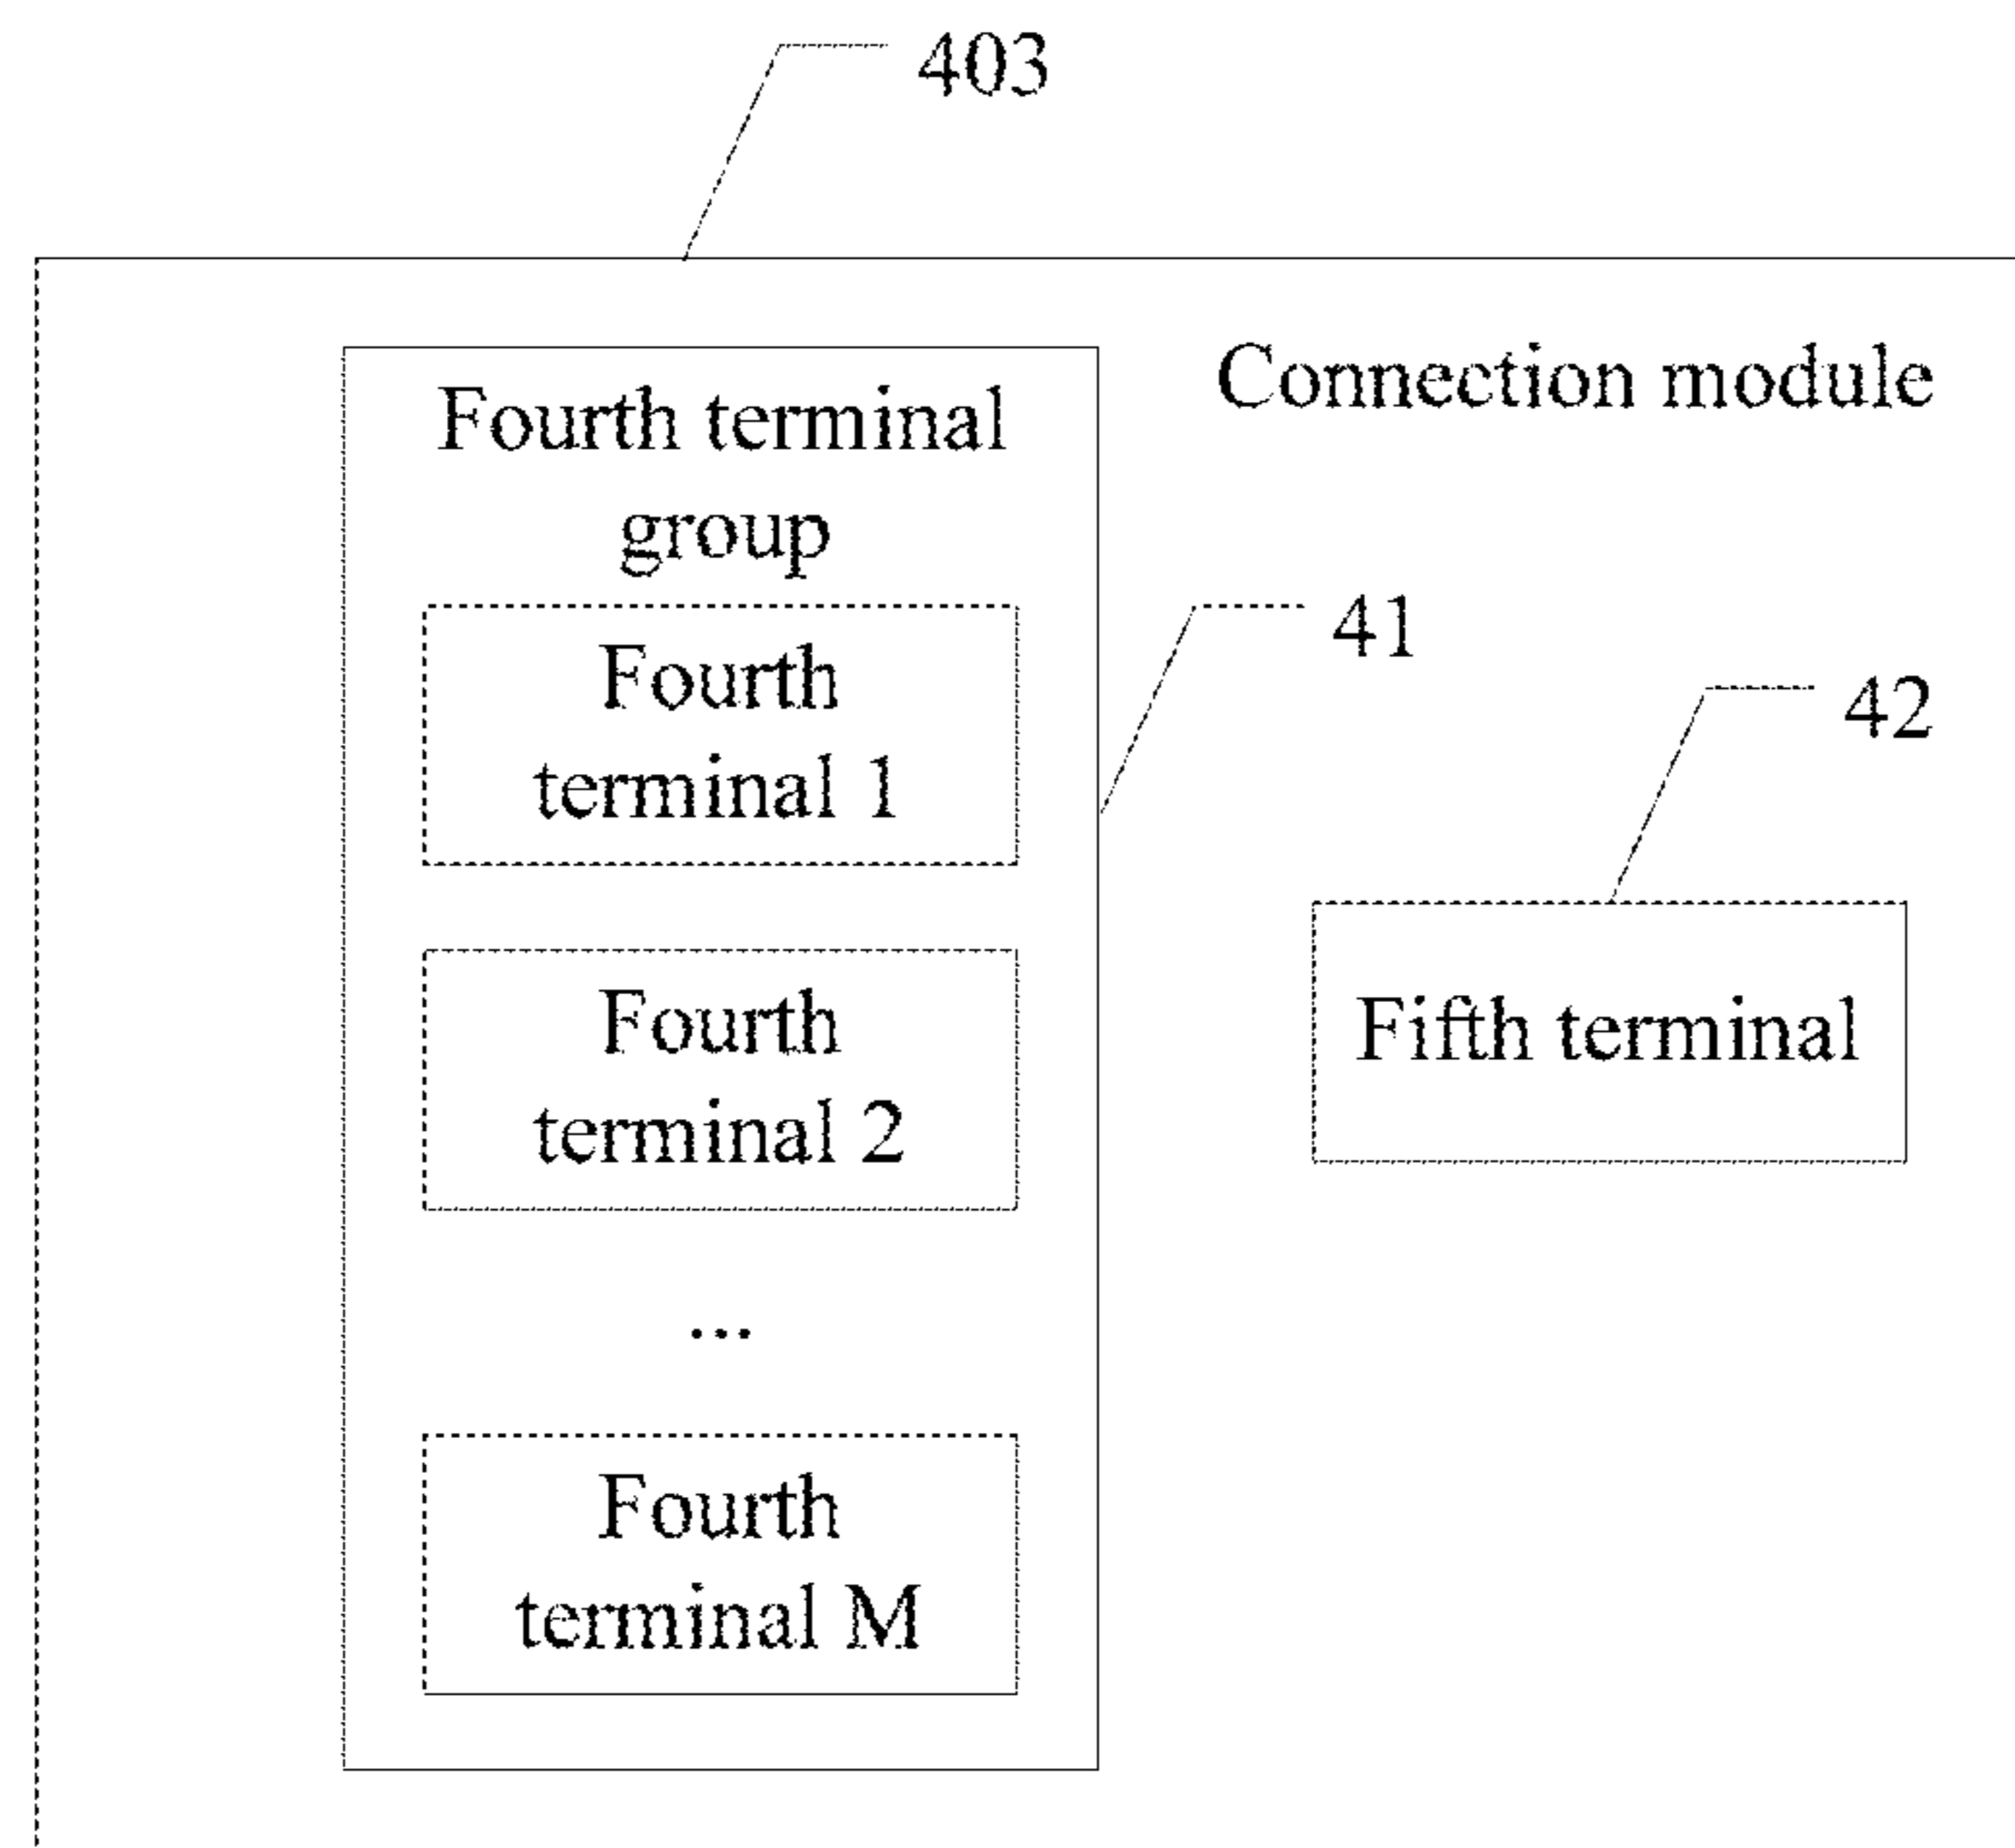 403
Connection module
Fourth terminal
group
Fourth
terminal 1
41
42
Fourth
terminal 2
Fifth terminal
...
Fourth
terminal M